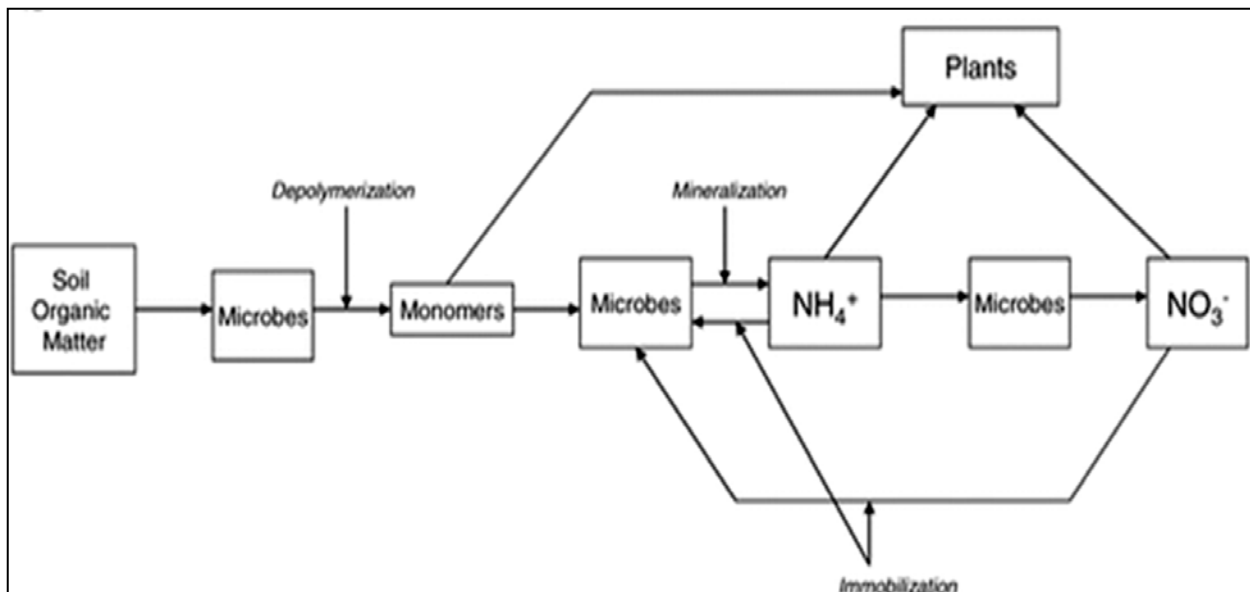 Plants
Depolymerization
Mineralization
Soil
Organic
Matter
Microbes
Monomers
Microbes
NH₄⁺
Microbes
NO₃⁻
Immobilization